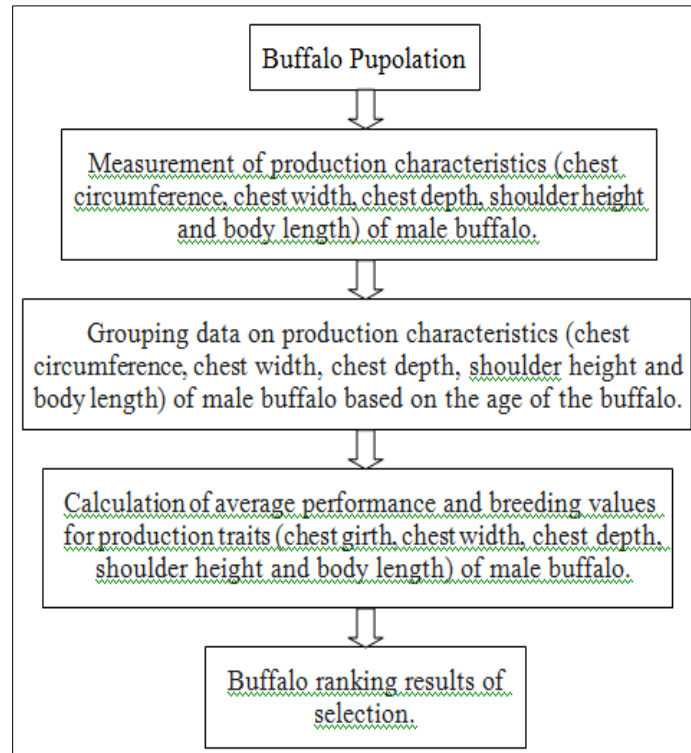 Buffalo Pupolation
Measurement of production characteristics (chest
circumference, chest width, chest depth, shoulder height
and body length) of male buffalo.
Grouping data on production characteristics (chest
circumference, chest width, chest depth, shoulder height and
body length) of male buffalo based on the age of the buffalo.
Calculation of average performance and breeding values
for production traits (chest girth, chest width, chest depth,
shoulder height and body length) of male buffalo.
Buffalo ranking results of
selection.